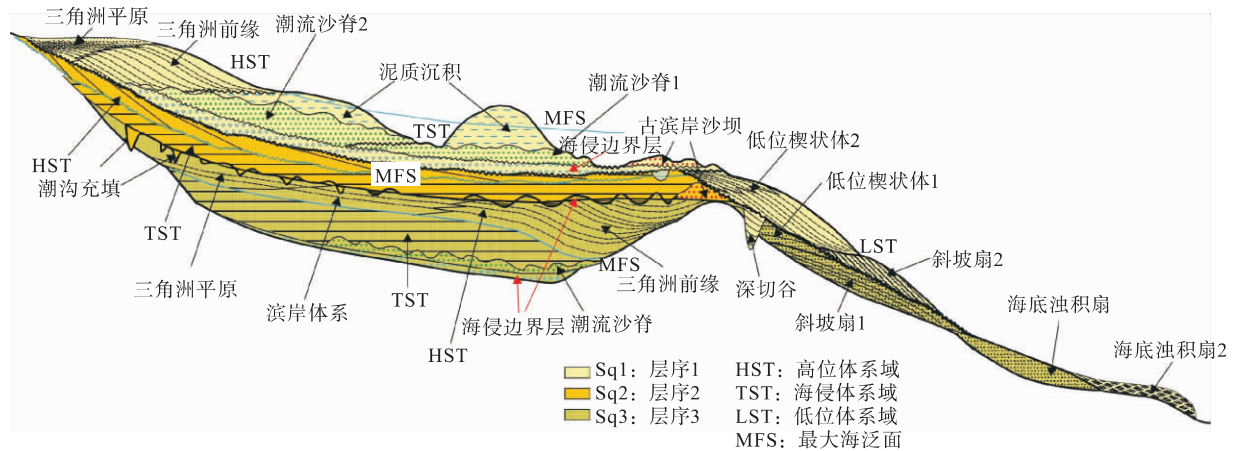 三角洲平原
三角洲前缘
潮流沙脊2
HST
泥质沉积
潮流沙脊1
TST
MFS
古滨岸沙坝
海侵边界层
低位楔状体2
低位楔状体1
HST
潮沟充填
MFS
TST
三角洲平原
滨岸体系
TST
HST
海侵边界层
潮流沙脊
MFS
三角洲前缘
深切谷
LST
斜坡扇2
斜坡扇1
海底浊积扇
海底浊积扇2
Sq1：层序1
Sq2：层序2
Sq3：层序3
HST：高位体系域
TST：海侵体系域
LST：低位体系域
MFS：最大海泛面